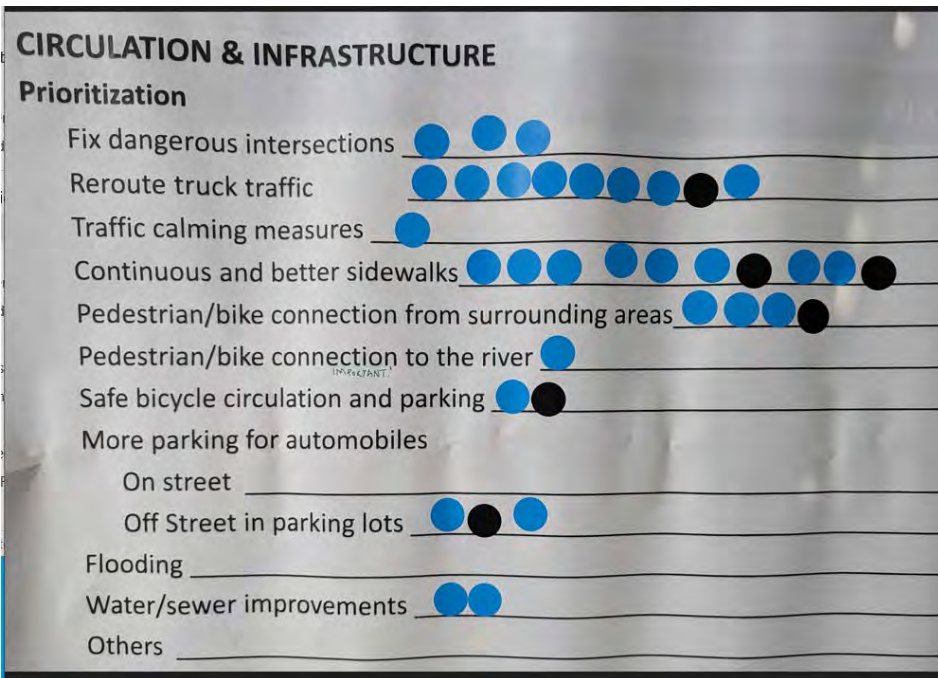 CIRCULATION & INFRASTRUCTURE
Prioritization
Fix dangerous intersections
Reroute truck traffic
Traffic calming measures
Continuous and better sidewalks
Pedestrian/bike connection from surrounding areas
Pedestrian/bike connection to the river
IMPORTANT!
Safe bicycle circulation and parking
More parking for automobiles
On street
Off Street in parking lots
Flooding
Water/sewer improvements
Others